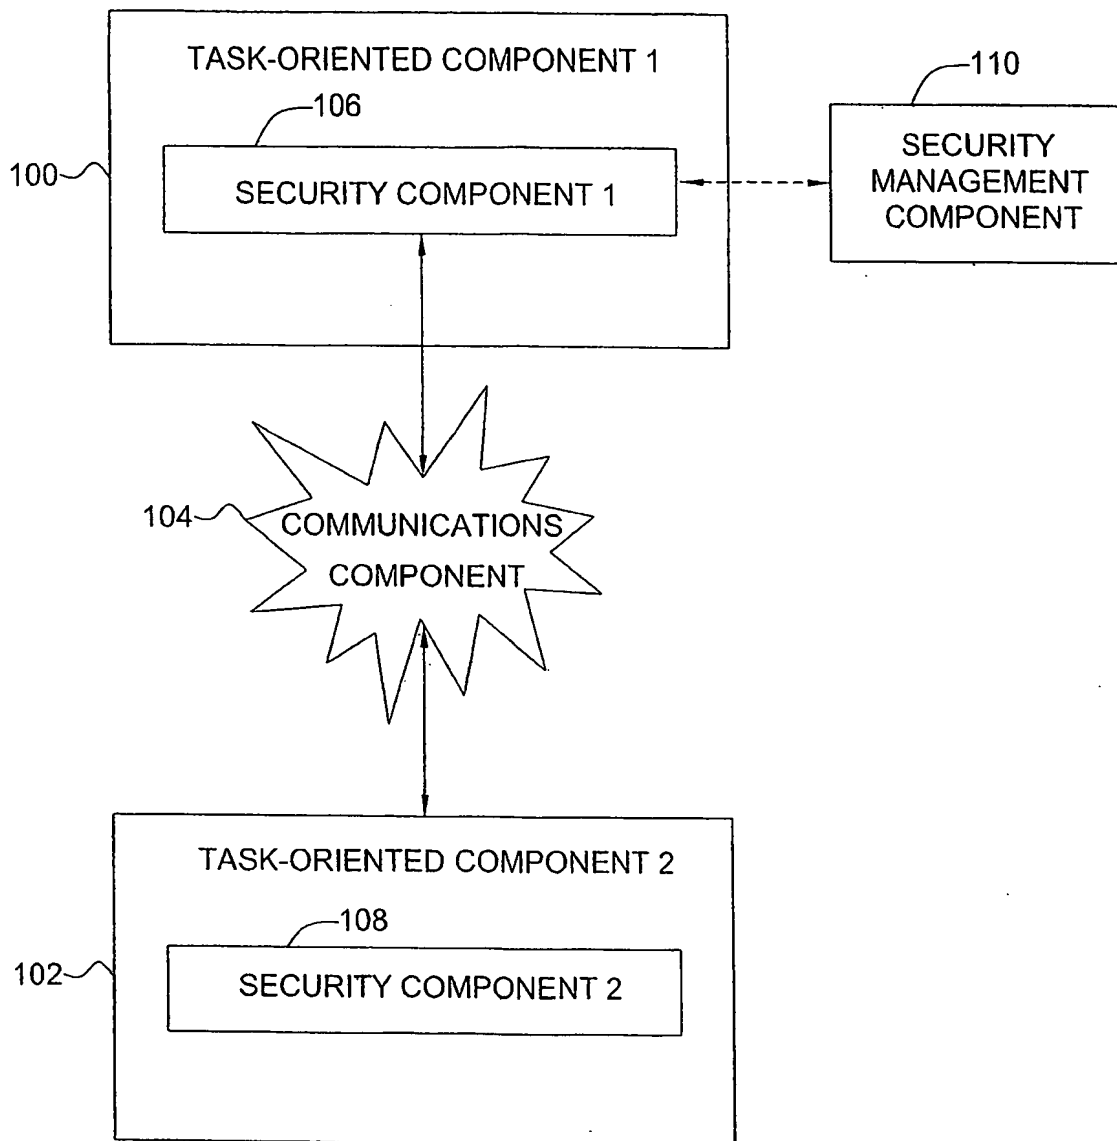 TASK-ORIENTED COMPONENT 1
106
SECURITY COMPONENT 1
100
110
SECURITY
MANAGEMENT
COMPONENT
104
COMMUNICATIONS
COMPONENT
TASK-ORIENTED COMPONENT 2
108
SECURITY COMPONENT 2
102